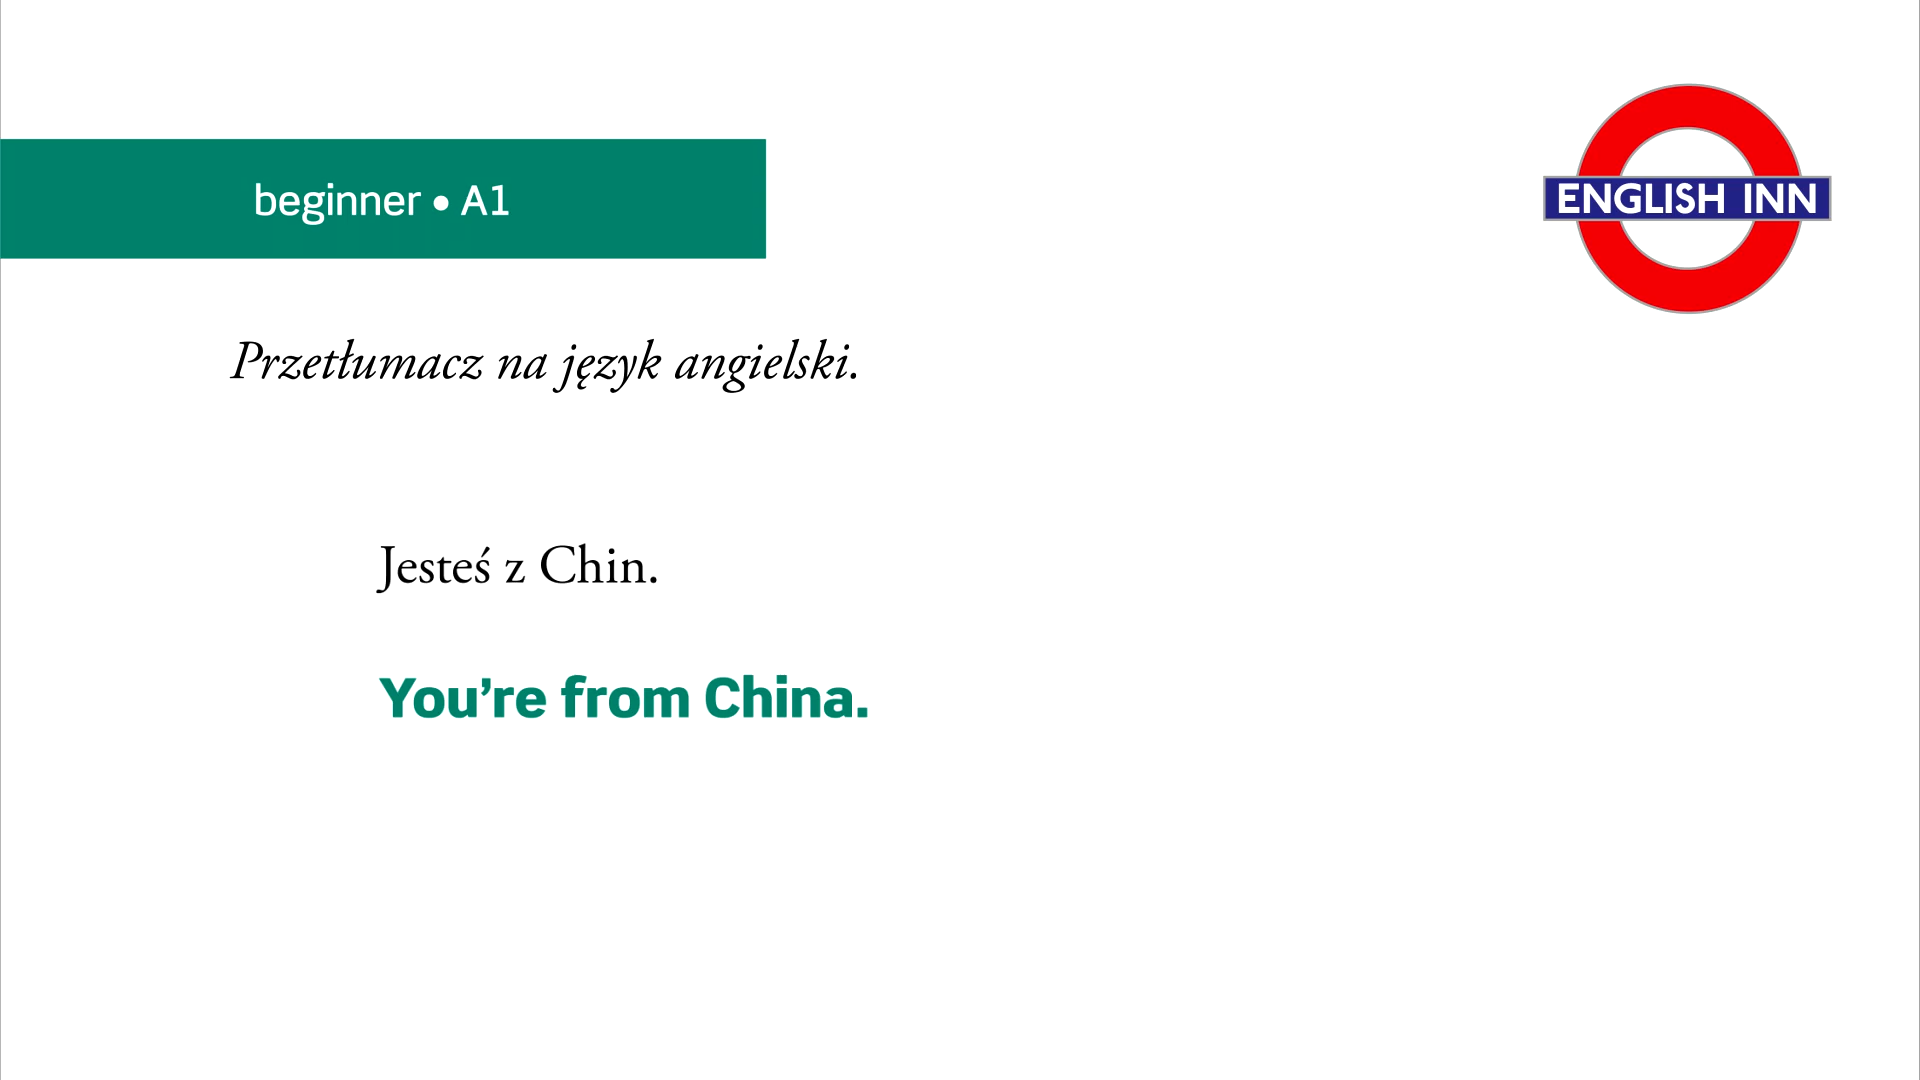 beginner • A1
ENGLISH INN
Przetłumacz na język angielski.
Jesteś z Chin.
You’re from China.